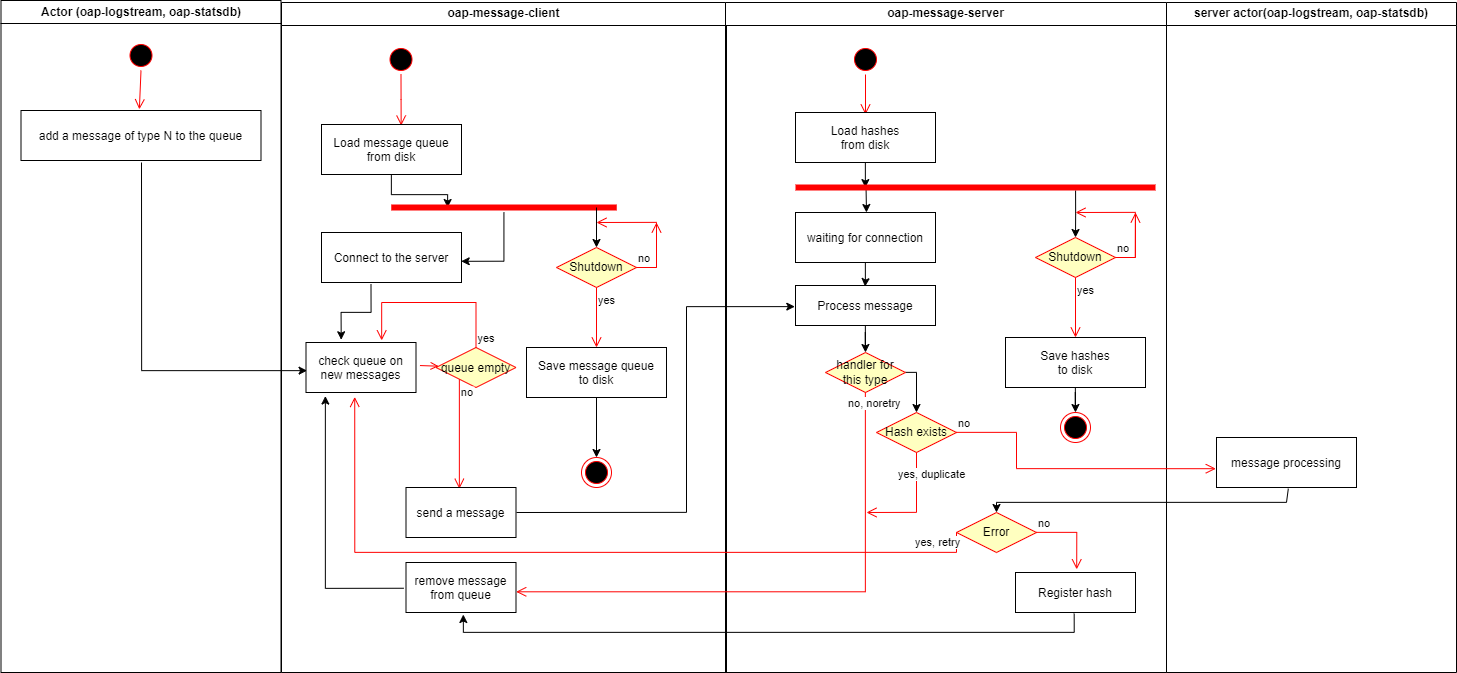 Actor (oap-logstream, oap-statsdb)
oap-message-client
oap-message-server
server actor(oap-logstream, oap-statsdb)
add a message of type N to the queue
Load message queue
from disk
Connect to the server
Shutdown
no
yes
check queue on
new messages
queue empty
yes
no
Save message queue
to disk
send a message
remove message
from queue
Load hashes
from disk
waiting for connection
Shutdown
no
yes
Process message
handler for
this type
no, noretry
Save hashes
to disk
Hash exists
no
yes, duplicate
message processing
Error
no
yes, retry
Register hash